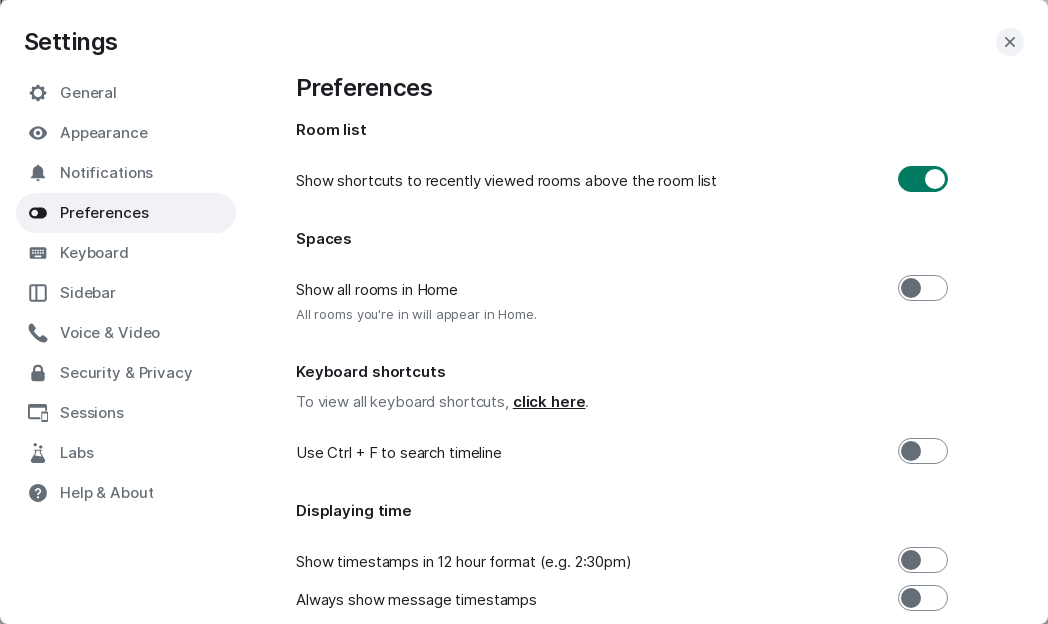 Settings
General
Appearance
Notifications
Preferences
Keyboard
Sidebar
Voice & Video
Security & Privacy
Sessions
Labs
Help & About
Preferences
Room list
Show shortcuts to recently viewed rooms above the room list
Spaces
Show all rooms in Home
All rooms you're in will appear in Home.
Keyboard shortcuts
To view all keyboard shortcuts, click here.
Use Ctrl + F to search timeline
Displaying time
Show timestamps in 12 hour format (e.g. 2:30pm)
Always show message timestamps